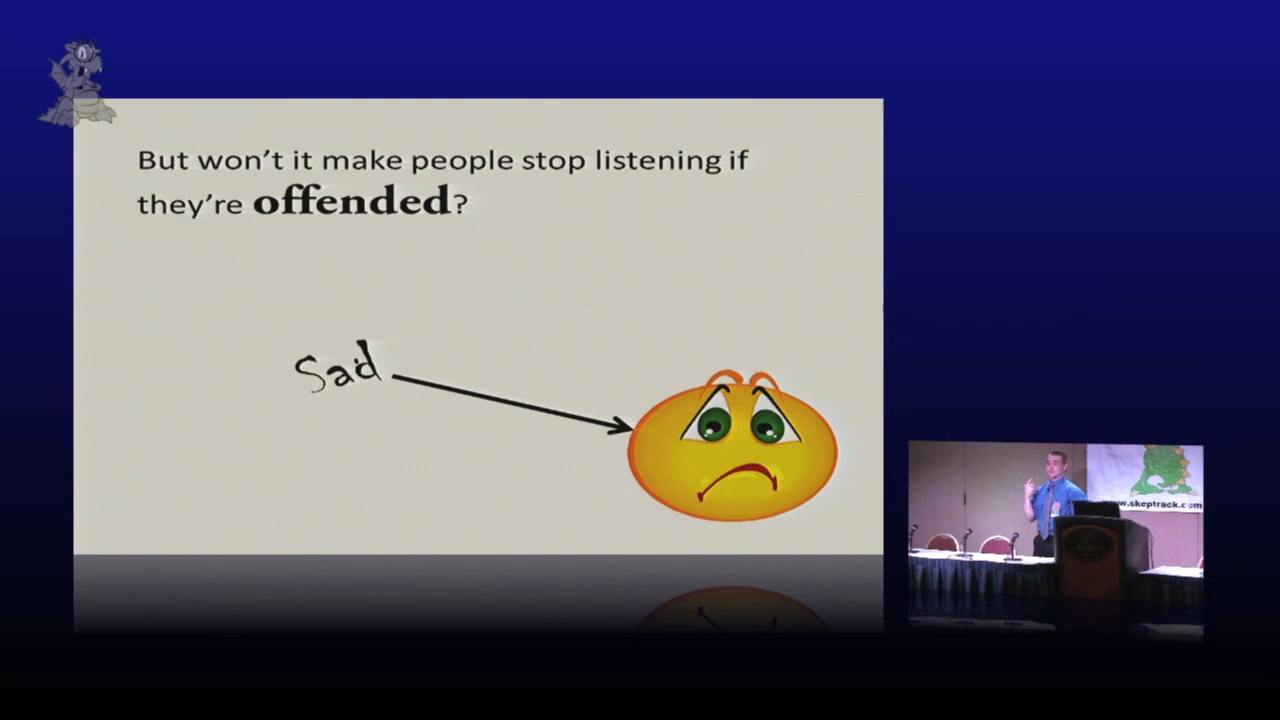 But won't it make people stop listening if
they're offended?
Sad
www.skeptrack.com